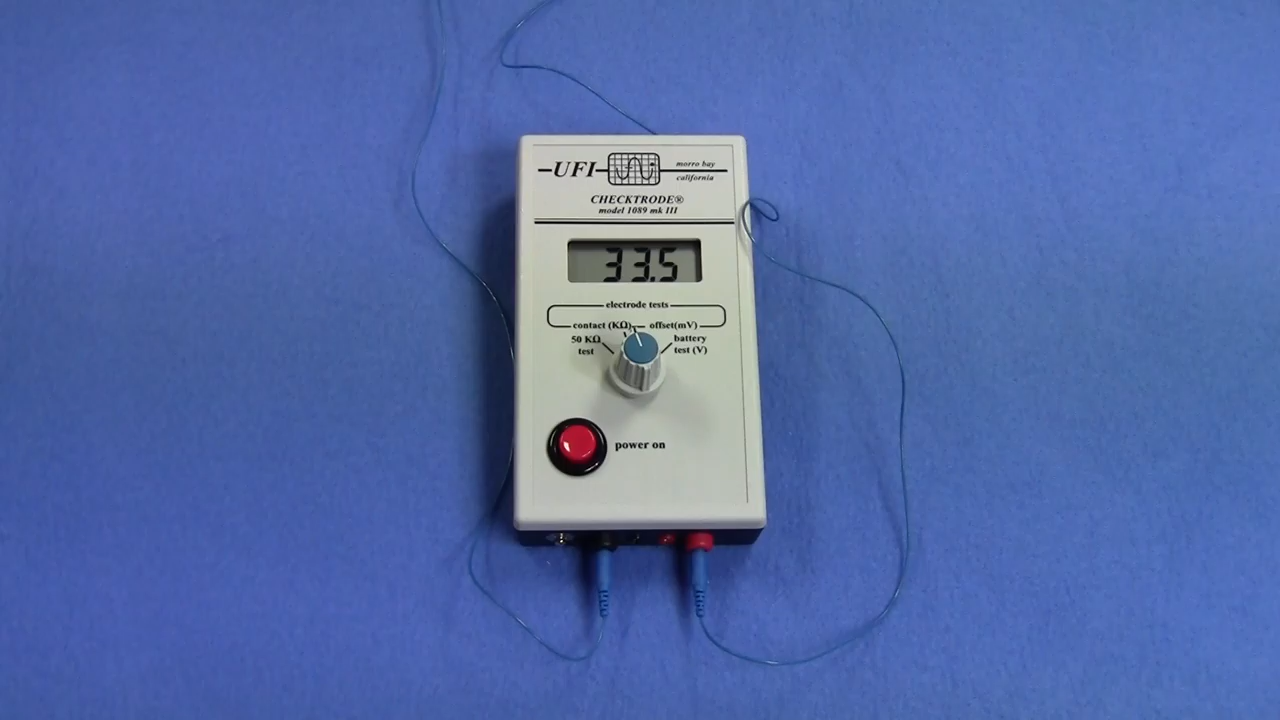 UFI
morro bay
california
CHECKTRODE®
model 1089 mk III
33.5
electrode tests
contact (KΩ) offset(mV)
50 KΩ
test
battery
test (V)
power on